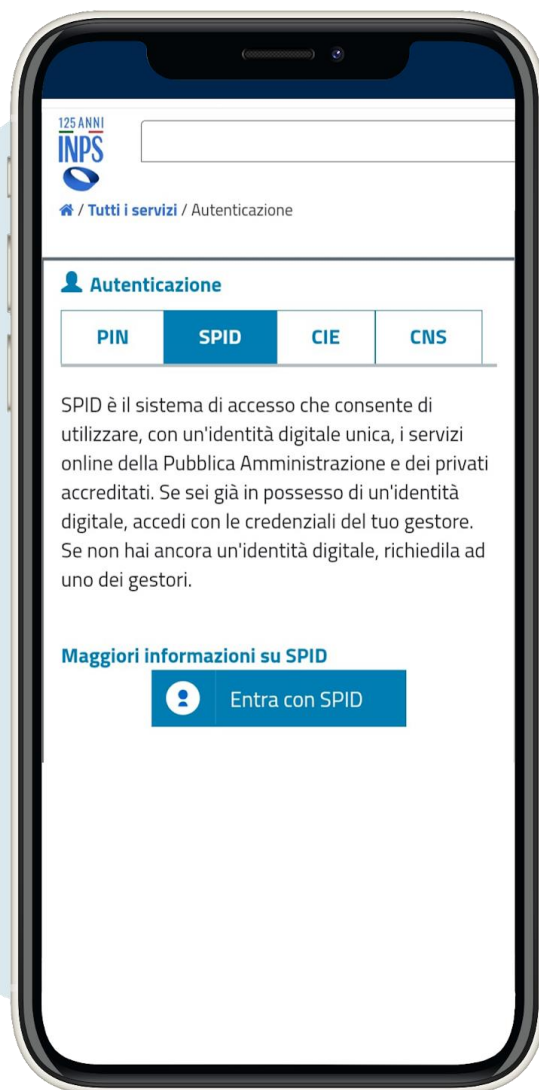 125 ANNI
INPS
/ Tutti i servizi / Autenticazione
Autenticazione
PIN SPID CIE CNS
SPID è il sistema di accesso che consente di
utilizzare, con un'identità digitale unica, i servizi
online della Pubblica Amministrazione e dei privati
accreditati. Se sei già in possesso di un'identità
digitale, accedi con le credenziali del tuo gestore.
Se non hai ancora un'identità digitale, richiedila ad
uno dei gestori.
Maggiori informazioni su SPID
Entra con SPID